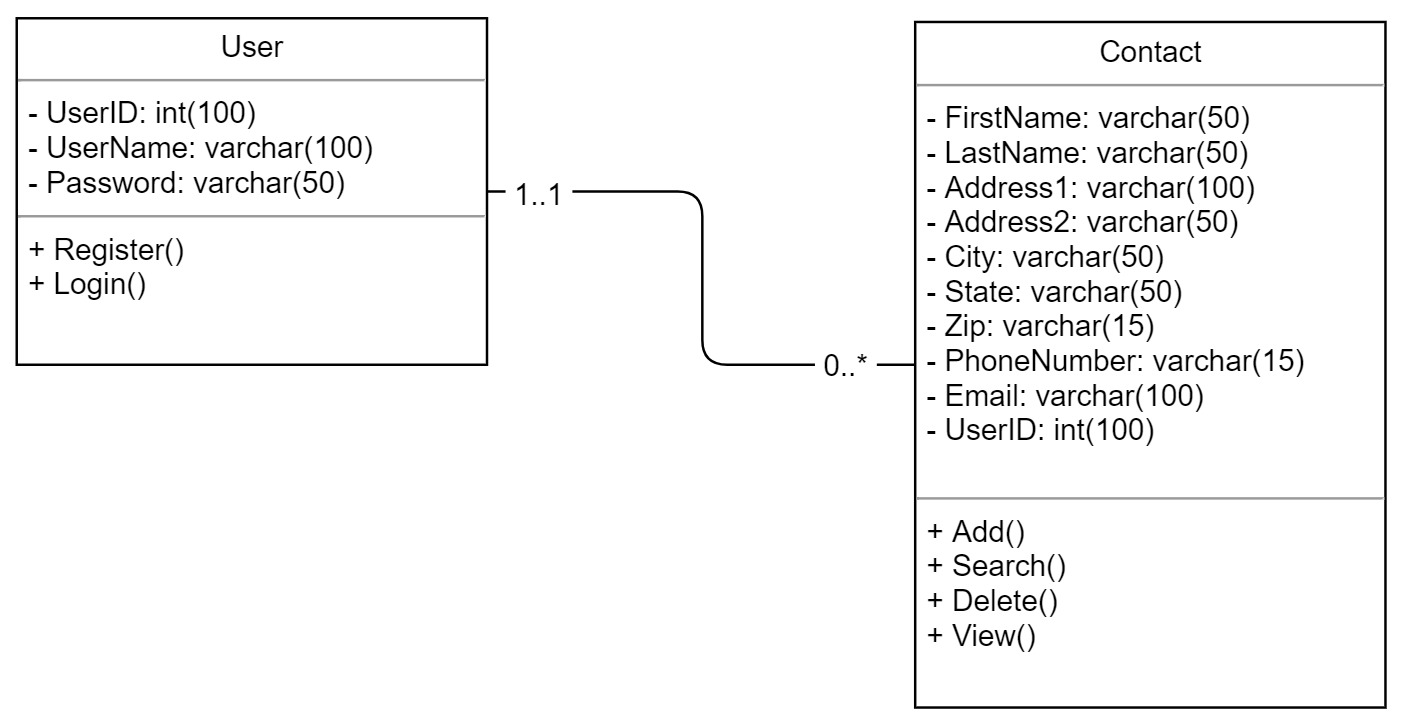 User
- UserID: int(100)
- UserName: varchar(100)
- Password: varchar(50)
+ Register()
+ Login()
1..1
0..*
Contact
- FirstName: varchar(50)
- LastName: varchar(50)
- Address1: varchar(100)
- Address2: varchar(50)
- City: varchar(50)
- State: varchar(50)
- Zip: varchar(15)
- PhoneNumber: varchar(15)
- Email: varchar(100)
- UserID: int(100)
+ Add()
+ Search()
+ Delete()
+ View()